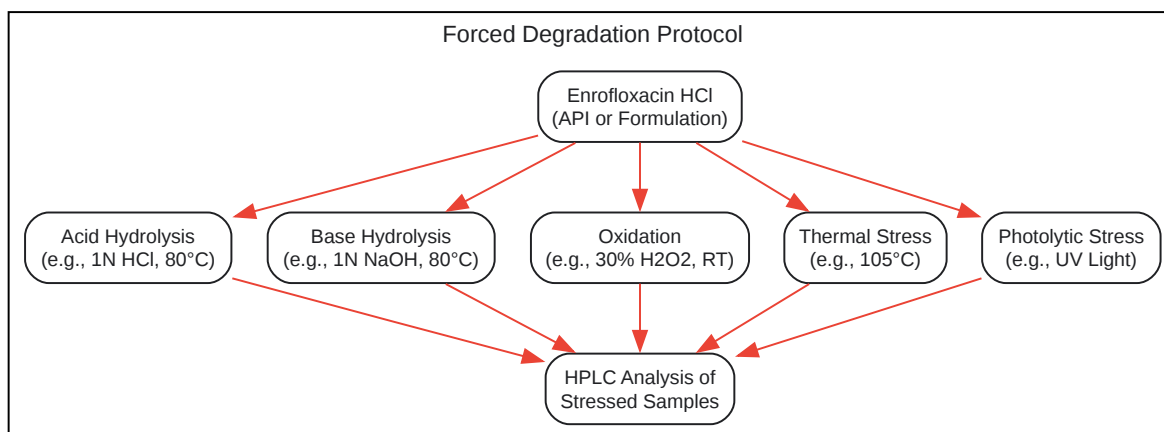 Forced Degradation Protocol
Enrofloxacin HCl
(API or Formulation)
Acid Hydrolysis
(e.g., 1N HCl, 80°C)
Base Hydrolysis
(e.g., 1N NaOH, 80°C)
Oxidation
(e.g., 30% H2O2, RT)
Thermal Stress
(e.g., 105°C)
Photolytic Stress
(e.g., UV Light)
HPLC Analysis of
Stressed Samples